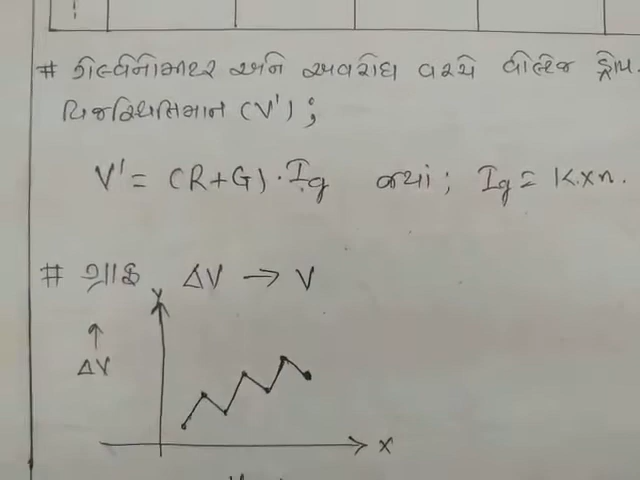 # ગેલ્વેનોમીટર અને અવરોધ વચ્ચે વોલ્ટેજ ડ્રોપ.
વિજસ્થિતિમાન (V') ;
V' = (R+G) · Ig જ્યાં ; Ig = K×n.
# ગ્રાફ ΔV → V
Y
↑
ΔV
X